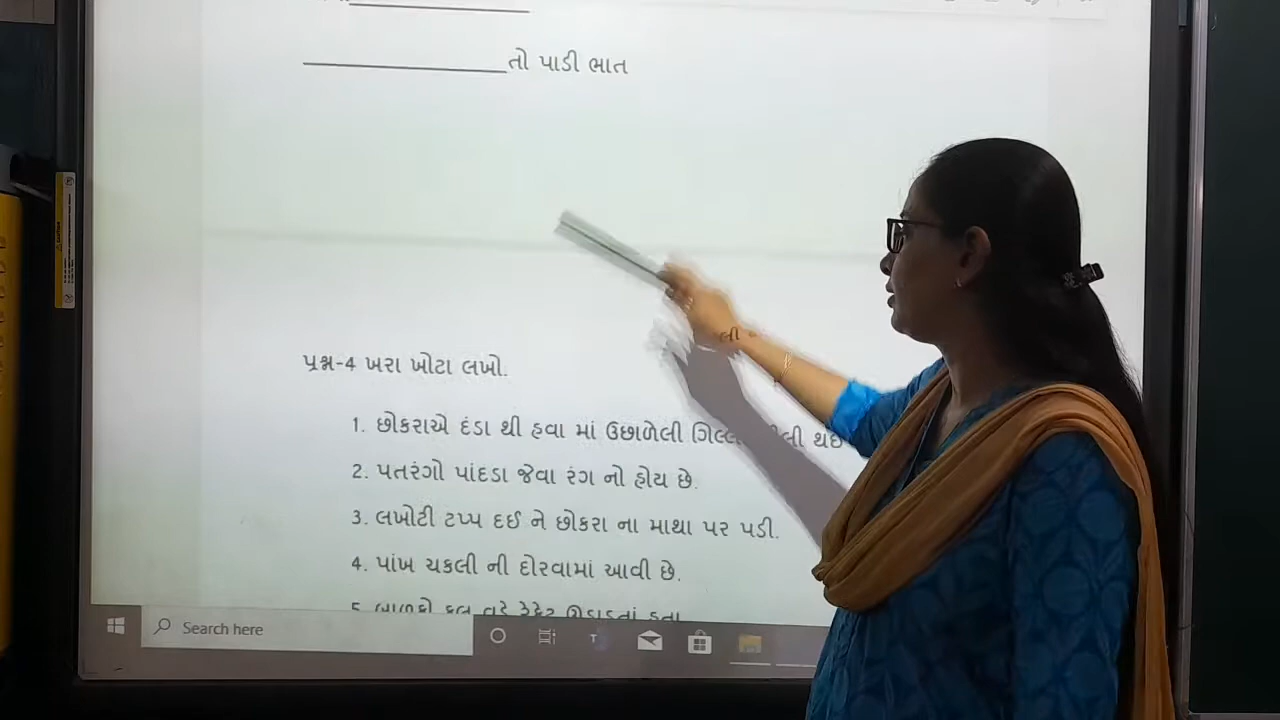 તો પાડી ભાત
પ્રશ્ન-4 ખરા ખોટા લખો.
1. છોકરાએ દંડા થી હવા માં ઉછાળેલી થઈ
2. પતરંગો પાંદડા જેવા રંગ નો હોય છે.
3. લખોટી ટપ્પ દઈ ને છોકરા ના માથા પર પડી.
4. પાંખ ચકલી ની દોરવામાં આવી છે.
Search here